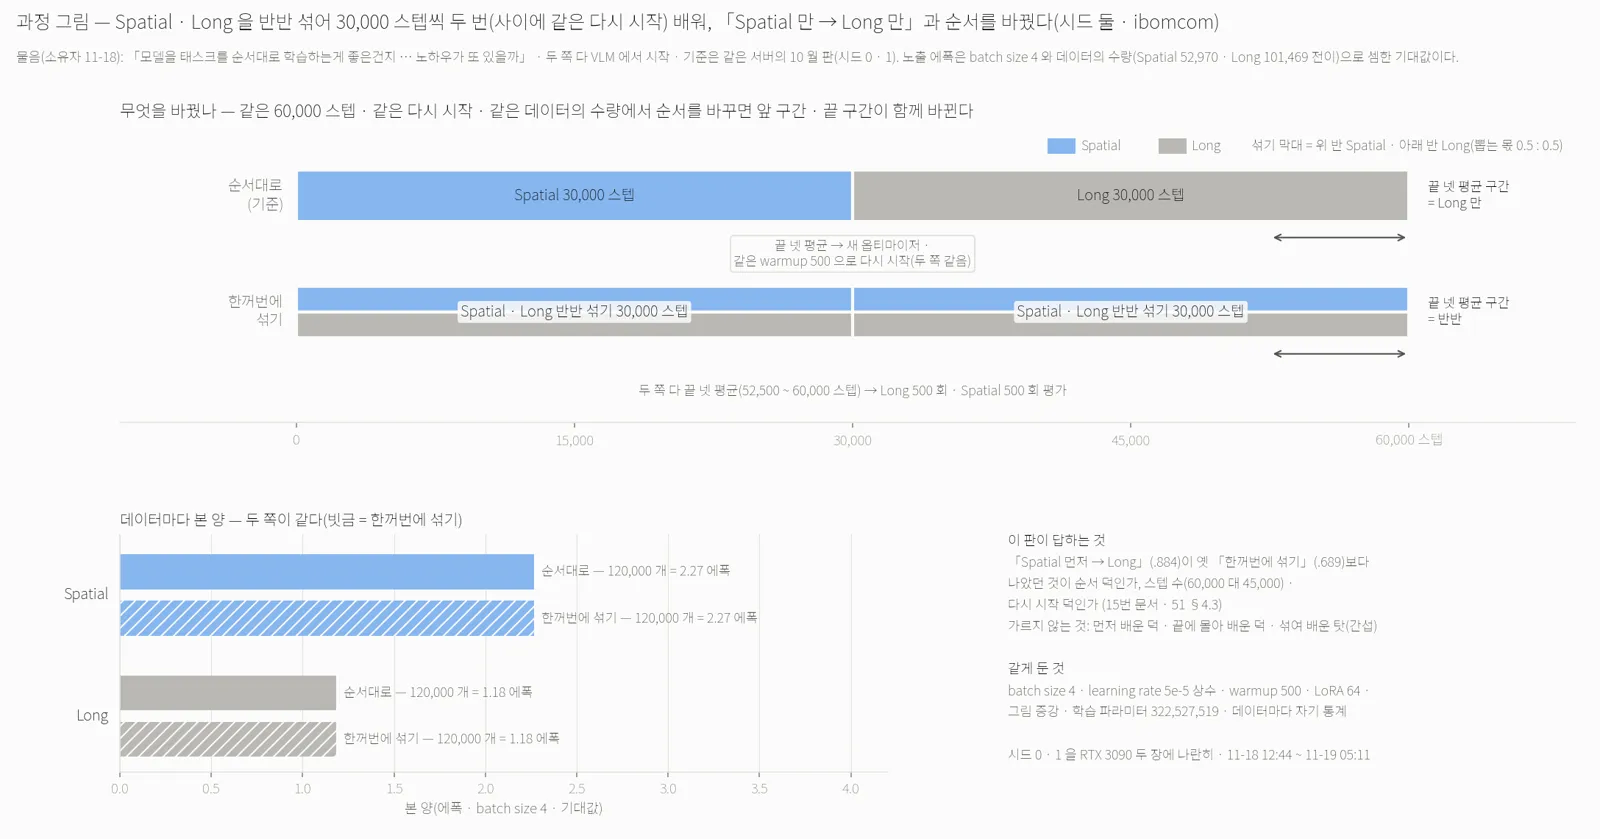 과정 그림 — Spatial · Long 을 반반 섞어 30,000 스텝씩 두 번(사이에 같은 다시 시작) 배워, 「Spatial 만 → Long 만」과 순서를 바꿨다(시드 둘 · ibomcom)
물음(소유자 11-18): 「모델을 태스크를 순서대로 학습하는게 좋은건지 … 노하우가 또 있을까」 · 두 쪽 다 VLM 에서 시작 · 기준은 같은 서버의 10 월 판(시드 0 · 1). 노출 에폭은 batch size 4 와 데이터의 수량(Spatial 52,970 · Long 101,469 전이)으로 셈한 기대값이다.
무엇을 바꿨나 — 같은 60,000 스텝 · 같은 다시 시작 · 같은 데이터의 수량에서 순서를 바꾸면 앞 구간 · 끝 구간이 함께 바뀐다
Spatial
Long
섞기 막대 = 위 반 Spatial · 아래 반 Long(뽑는 몫 0.5 : 0.5)
순서대로
(기준)
Spatial 30,000 스텝
Long 30,000 스텝
끝 넷 평균 구간
= Long 만
끝 넷 평균 → 새 옵티마이저 ·
같은 warmup 500 으로 다시 시작(두 쪽 같음)
한꺼번에
섞기
Spatial · Long 반반 섞기 30,000 스텝
Spatial · Long 반반 섞기 30,000 스텝
끝 넷 평균 구간
= 반반
두 쪽 다 끝 넷 평균(52,500 ~ 60,000 스텝) → Long 500 회 · Spatial 500 회 평가
0
15,000
30,000
45,000
60,000 스텝
데이터마다 본 양 — 두 쪽이 같다(빗금 = 한꺼번에 섞기)
Spatial
순서대로 — 120,000 개 = 2.27 에폭
한꺼번에 섞기 — 120,000 개 = 2.27 에폭
Long
순서대로 — 120,000 개 = 1.18 에폭
한꺼번에 섞기 — 120,000 개 = 1.18 에폭
0.0
0.5
1.0
1.5
2.0
2.5
3.0
3.5
4.0
본 양(에폭 · batch size 4 · 기대값)
이 판이 답하는 것
「Spatial 먼저 → Long」(.884)이 옛 「한꺼번에 섞기」(.689)보다
나았던 것이 순서 덕인가, 스텝 수(60,000 대 45,000) ·
다시 시작 덕인가 (15번 문서 · 51 §4.3)
가르지 않는 것: 먼저 배운 덕 · 끝에 몰아 배운 덕 · 섞여 배운 탓(간섭)
같게 둔 것
batch size 4 · learning rate 5e-5 상수 · warmup 500 · LoRA 64 ·
그림 증강 · 학습 파라미터 322,527,519 · 데이터마다 자기 통계
시드 0 · 1 을 RTX 3090 두 장에 나란히 · 11-18 12:44 ~ 11-19 05:11